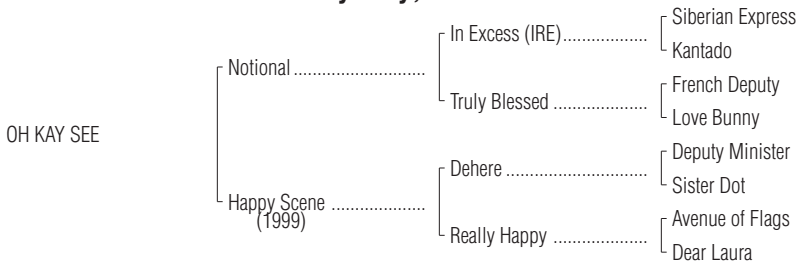 Siberian Express
In Excess (IRE)
Kantado
Notional
French Deputy
Truly Blessed
Love Bunny
OH KAY SEE
Deputy Minister
Dehere
Sister Dot
Happy Scene
(1999)
Avenue of Flags
Really Happy
Dear Laura